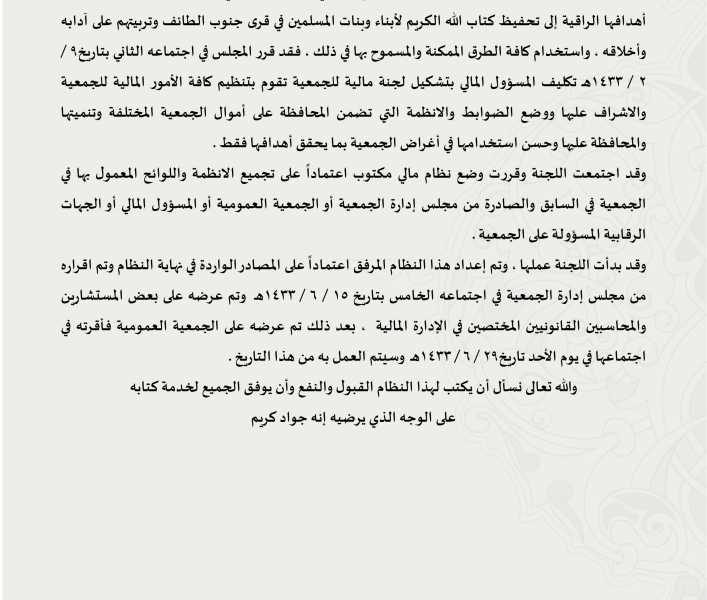 أهدافها الراقية إلى تحفيظ كتاب الله الكريم لأبناء وبنات المسلمين في قرى جنوب الطائف وتربيتهم على آدابه
وأخلاقه ، واستخدام كافة الطرق الممكنة والمسموح بها في ذلك ، فقد قرر المجلس في اجتماعه الثاني بتاريخ٩ /
٢ / ١٤٣٣هـ تكليف المسؤول المالي بتشكيل لجنة مالية للجمعية تقوم بتنظيم كافة الأمور المالية للجمعية
والاشراف عليها ووضع الضوابط والانظمة التي تضمن المحافظة على أموال الجمعية المختلفة وتنميتها
والمحافظة عليها وحسن استخدامها في أغراض الجمعية بما يحقق أهدافها فقط .
وقد اجتمعت اللجنة وقررت وضع نظام مالي مكتوب اعتماداً على تجميع الانظمة واللوائح المعمول بها في
الجمعية في السابق والصادرة من مجلس إدارة الجمعية أو الجمعية العمومية أو المسؤول المالي أو الجهات
الرقابية المسؤولة على الجمعية .
وقد بدأت اللجنة عملها ، وتم إعداد هذا النظام المرفق اعتماداً على المصادر الواردة في نهاية النظام وتم اقراره
من مجلس إدارة الجمعية في اجتماعه الخامس بتاريخ ١٥ / ٦ / ١٤٣٣هـ وتم عرضه على بعض المستشارين
والمحاسبين القانونيين المختصين في الإدارة المالية ، بعد ذلك تم عرضه على الجمعية العمومية فأقرته في
اجتماعها في يوم الأحد تاريخ٢٩ / ٦ / ١٤٣٣هـ وسيتم العمل به من هذا التاريخ .
والله تعالى نسأل أن يكتب لهذا النظام القبول والنفع وأن يوفق الجميع لخدمة كتابه
على الوجه الذي يرضيه إنه جواد كريم